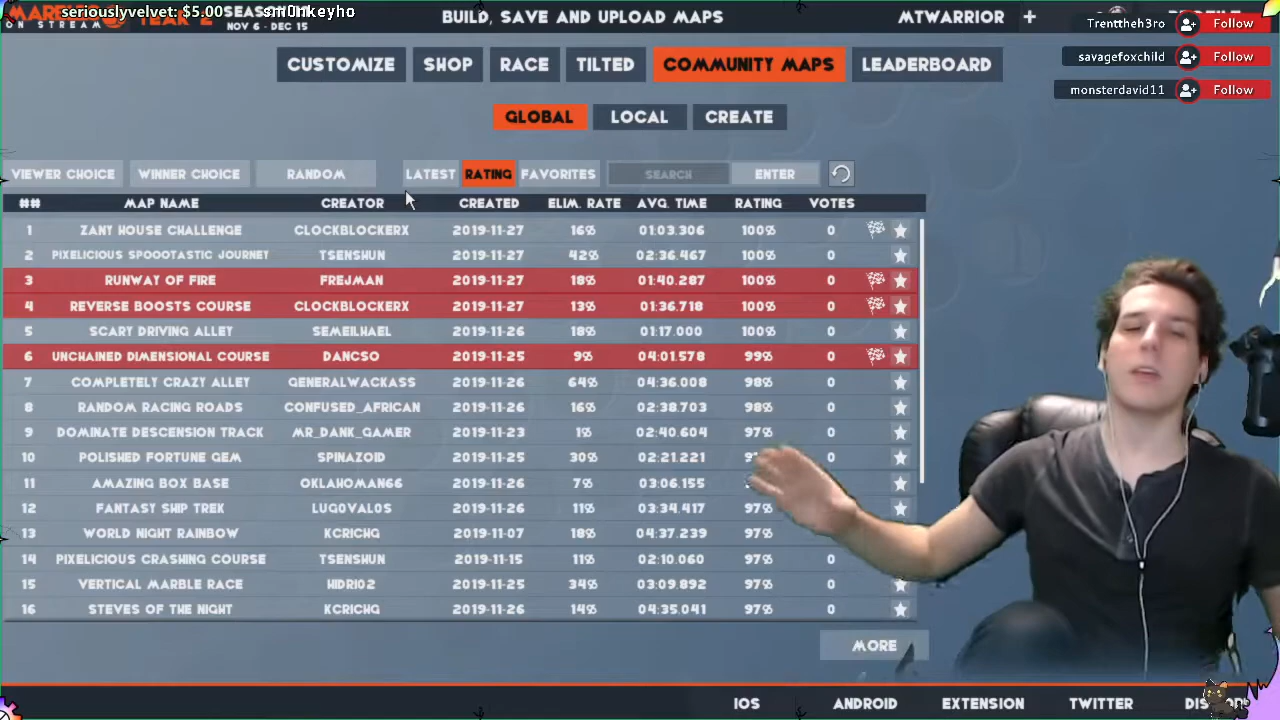 seriouslyvelvet: $5.00
ON STREAM
NOV 6 - DEC 15
BUILD, SAVE AND UPLOAD MAPS
MTWARRIOR +
Trenttheh3ro Follow
savagefoxchild Follow
monsterdavid11 Follow
CUSTOMIZE SHOP RACE TILTED COMMUNITY MAPS LEADERBOARD
GLOBAL LOCAL CREATE
VIEWER CHOICE WINNER CHOICE RANDOM LATEST RATING FAVORITES SEARCH ENTER
## MAP NAME CREATOR CREATED ELIM. RATE AVG. TIME RATING VOTES
1 ZANY HOUSE CHALLENGE CLOCKBLOCKERX 2019-11-27 16% 01:03.306 100% 0
2 PIXELICIOUS SPOOOTASTIC JOURNEY TSENSHUN 2019-11-27 42% 02:36.467 100% 0
3 RUNWAY OF FIRE FREJMAN 2019-11-27 18% 01:40.287 100% 0
4 REVERSE BOOSTS COURSE CLOCKBLOCKERX 2019-11-27 13% 01:36.718 100% 0
5 SCARY DRIVING ALLEY SEMEILHAEL 2019-11-26 18% 01:17.000 100% 0
6 UNCHAINED DIMENSIONAL COURSE DANCSO 2019-11-25 9% 04:01.578 99% 0
7 COMPLETELY CRAZY ALLEY GENERALWACKASS 2019-11-26 64% 04:36.008 98% 0
8 RANDOM RACING ROADS CONFUSED_AFRICAN 2019-11-26 16% 02:38.703 98% 0
9 DOMINATE DESCENSION TRACK MR_DANK_GAMER 2019-11-23 1% 02:40.604 97% 0
10 POLISHED FORTUNE GEM SPINAZOID 2019-11-25 30% 02:21.221 0
11 AMAZING BOX BASE OKLAHOMAN66 2019-11-26 7% 03:06.155 0
12 FANTASY SHIP TREK LUG0VAL0S 2019-11-26 11% 03:34.417 97% 0
13 WORLD NIGHT RAINBOW KCRICHG 2019-11-07 18% 04:37.239 97% 0
14 PIXELICIOUS CRASHING COURSE TSENSHUN 2019-11-15 11% 02:10.060 97% 0
15 VERTICAL MARBLE RACE HIDRI02 2019-11-25 34% 03:09.892 97% 0
16 STEVES OF THE NIGHT KCRICHG 2019-11-26 14% 04:35.041 97% 0
MORE
IOS ANDROID EXTENSION TWITTER